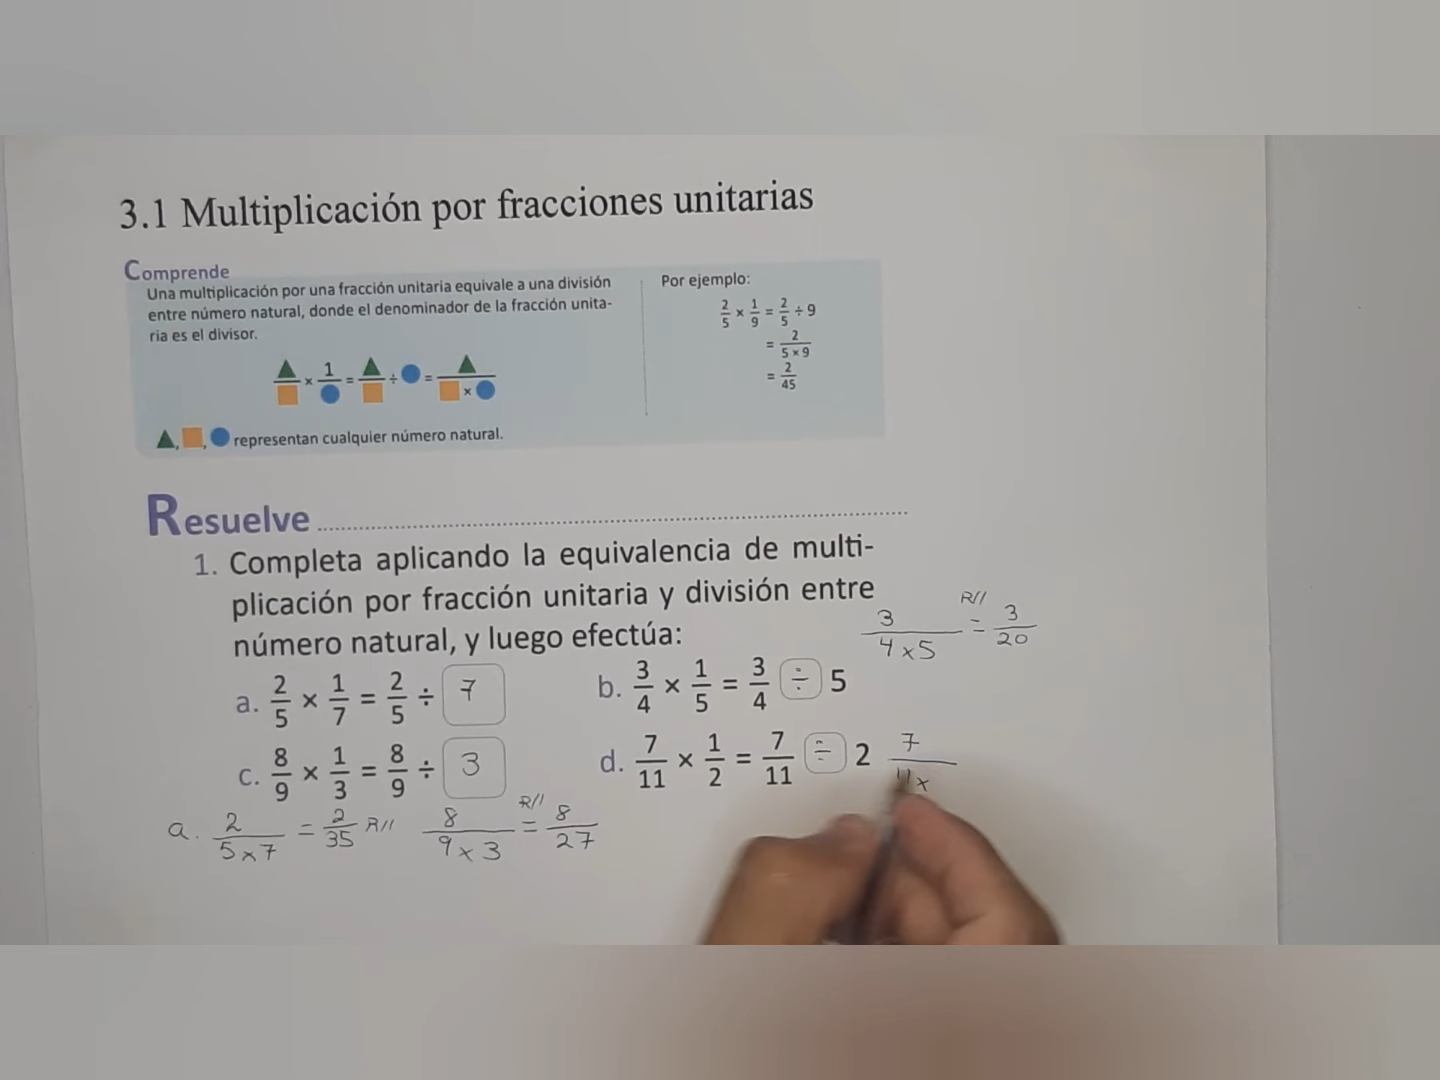 3.1 Multiplicación por fracciones unitarias
Comprende
Una multiplicación por una fracción unitaria equivale a una división
entre número natural, donde el denominador de la fracción unita-
ria es el divisor.
▲/■ × 1/● = ▲/■ ÷ ● = ▲/(■ × ●)
▲, ■, ● representan cualquier número natural.
Por ejemplo:
2/5 × 1/9 = 2/5 ÷ 9
= 2/(5 × 9)
= 2/45
Resuelve
1. Completa aplicando la equivalencia de multi-
plicación por fracción unitaria y división entre
número natural, y luego efectúa:
3/(4 x 5) = 3/20 R//
a. 2/5 × 1/7 = 2/5 ÷ 7
b. 3/4 × 1/5 = 3/4 ÷ 5
c. 8/9 × 1/3 = 8/9 ÷ 3
d. 7/11 × 1/2 = 7/11 ÷ 2
7/(11 x
a. 2/(5 x 7) = 2/35 R//
8/(9 x 3) = 8/27 R//